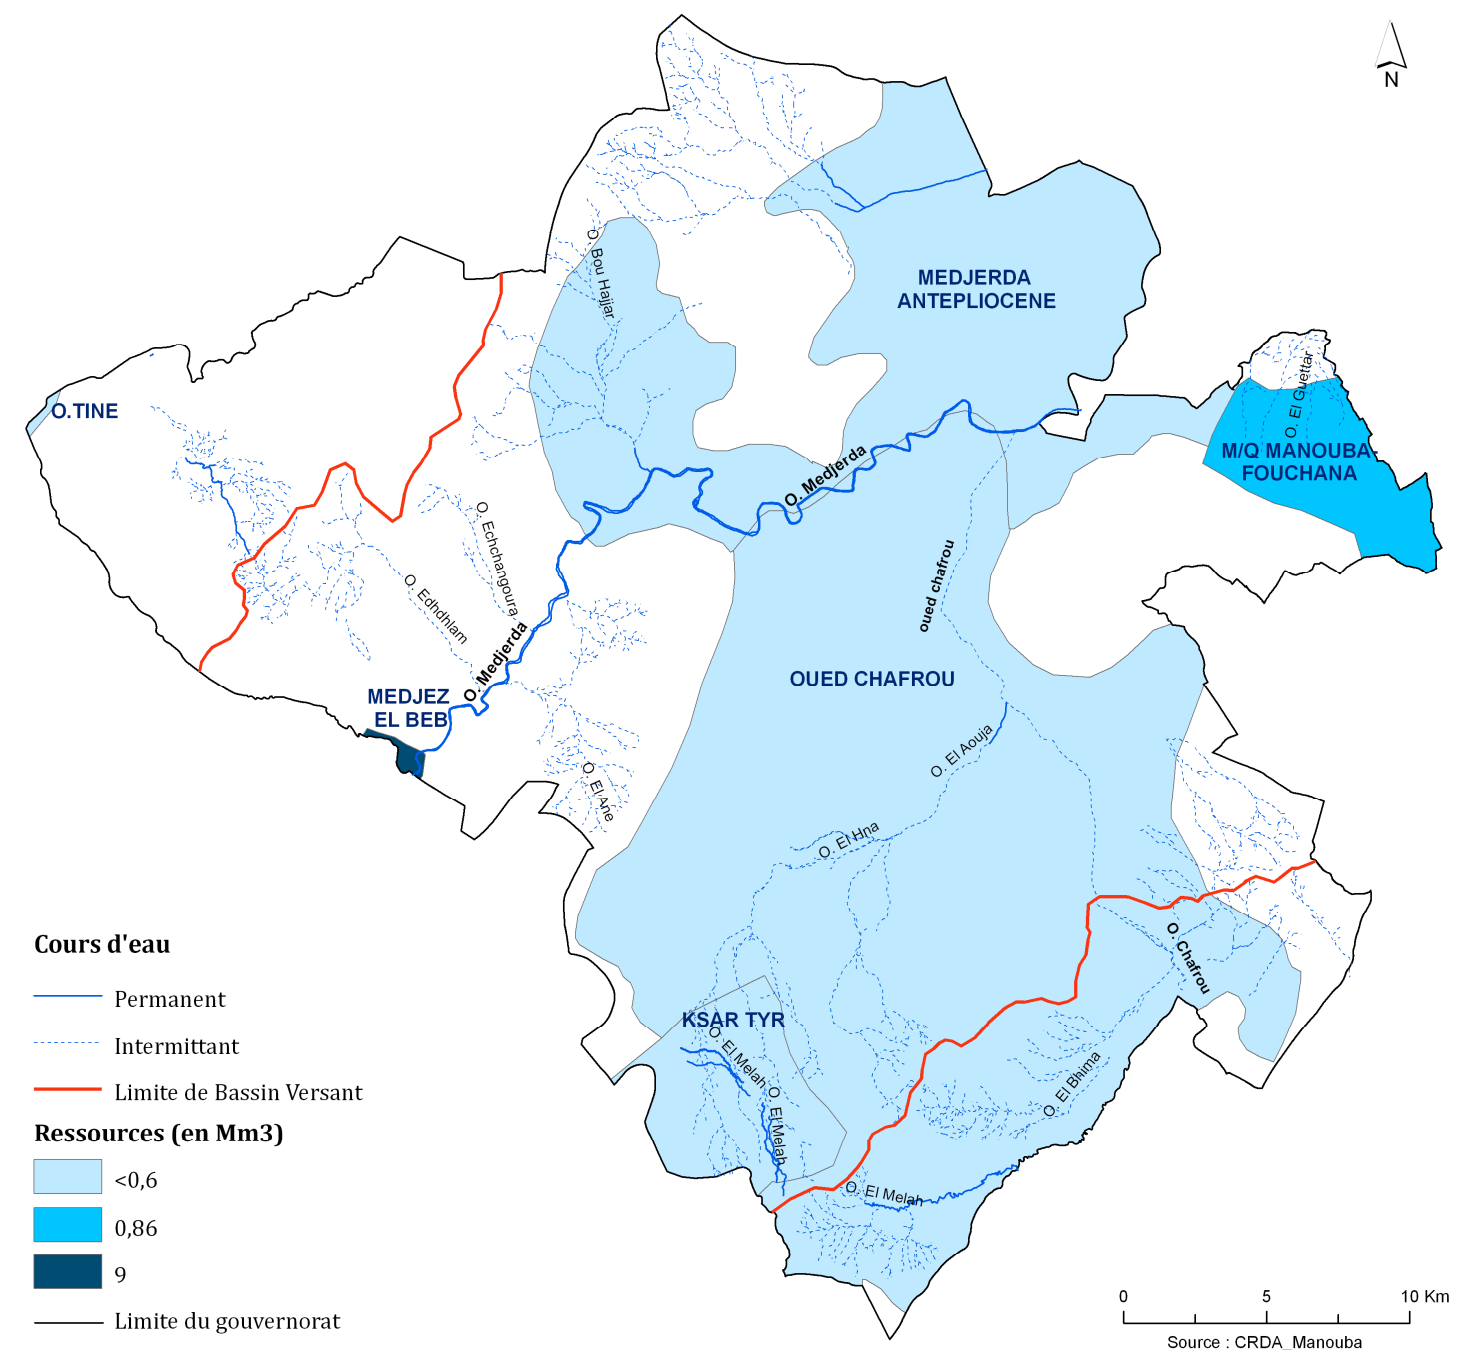 N
O. Bou Hajjar
MEDJERDA
ANTEPLIOCENE
O. El Guettar
O.TINE
M/Q MANOUBA-
FOUCHANA
O. Medjerda
O. Echchangoura
oued chafrou
O. Edhdhlam
O. Medjerda
OUED CHAFROU
MEDJEZ
EL BEB
O. El Aouja
O. El Ane
O. El Hna
O. Chafrou
KSAR TYR
O. El Melah
O. El Melah
O. El Bhima
O. El Melah
Cours d'eau
Permanent
Intermittant
Limite de Bassin Versant
Ressources (en Mm3)
<0,6
0,86
9
Limite du gouvernorat
0 5 10 Km
Source : CRDA_Manouba